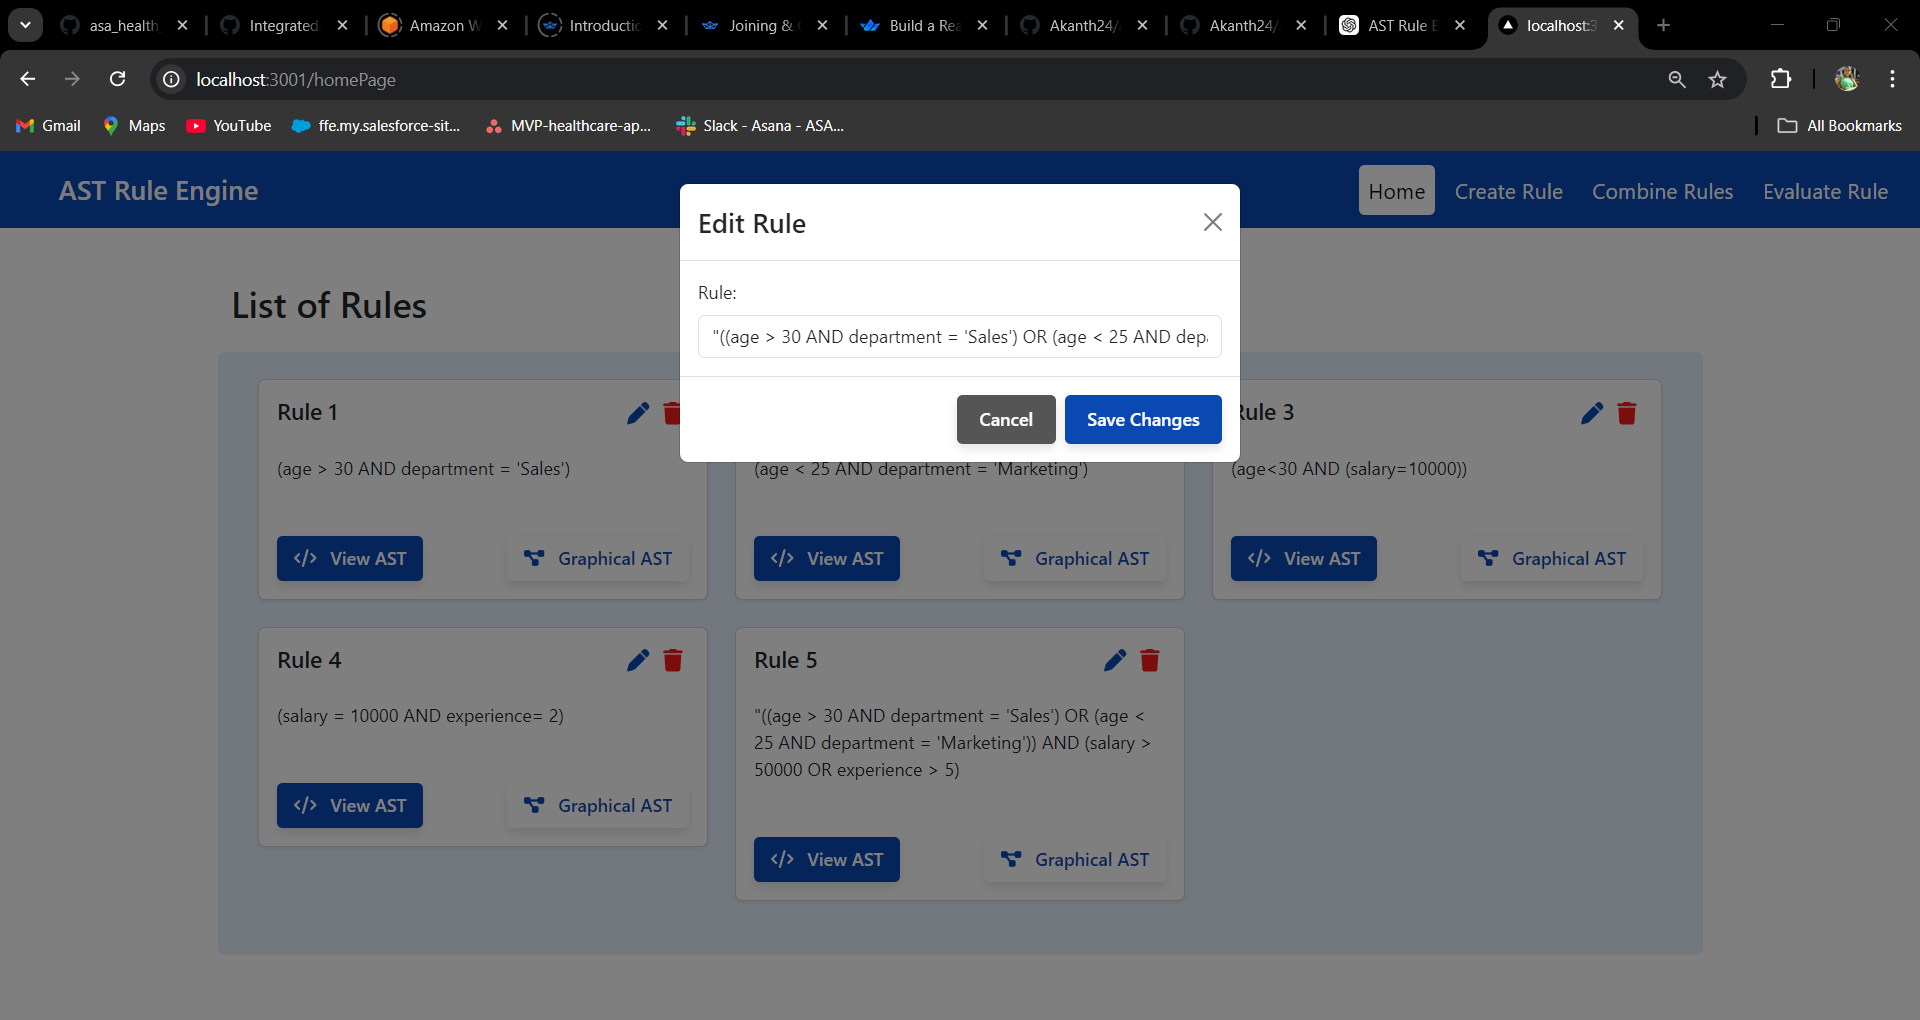 asa_health
Integrated
Amazon W
Introductic
Joining &
Build a Rea
Akanth24/
Akanth24/
AST Rule E
localhost:3
localhost:3001/homePage
Gmail
Maps
YouTube
ffe.my.salesforce-sit...
MVP-healthcare-ap...
Slack - Asana - ASA...
All Bookmarks
AST Rule Engine
Home
Create Rule
Combine Rules
Evaluate Rule
Edit Rule
Rule:
"((age > 30 AND department = 'Sales') OR (age < 25 AND dep
Cancel
Save Changes
List of Rules
Rule 1
(age > 30 AND department = 'Sales')
View AST
Graphical AST
(age < 25 AND department = 'Marketing')
View AST
Graphical AST
Rule 3
(age<30 AND (salary=10000))
View AST
Graphical AST
Rule 4
(salary = 10000 AND experience= 2)
View AST
Graphical AST
Rule 5
"((age > 30 AND department = 'Sales') OR (age <
25 AND department = 'Marketing')) AND (salary >
50000 OR experience > 5)
View AST
Graphical AST